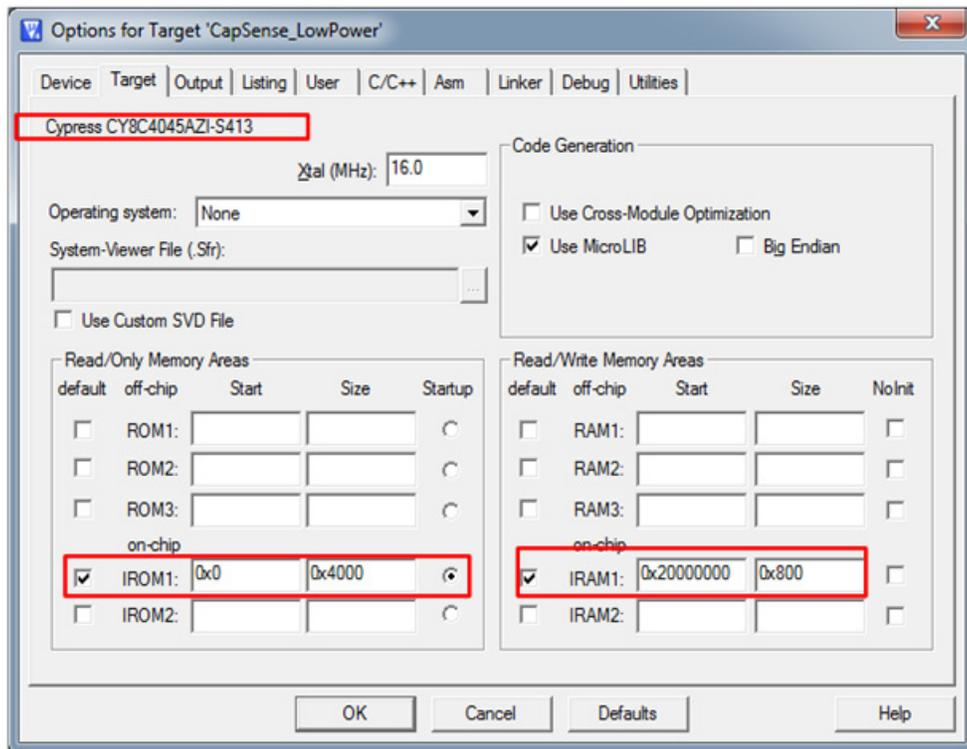 Options for Target 'CapSense_LowPower'
Device Target Output Listing User C/C++ Asm Linker Debug Utilities
Cypress CY8C4045AZI-S413
Xtal (MHz): 16.0
Operating system: None
System-Viewer File (.Sfr):
...
Use Custom SVD File
Code Generation
Use Cross-Module Optimization
Use MicroLIB Big Endian
Read/Only Memory Areas
default off-chip Start Size Startup
ROM1:
ROM2:
ROM3:
on-chip
IROM1: 0x0 0x4000
IROM2:
Read/Write Memory Areas
default off-chip Start Size NoInit
RAM1:
RAM2:
RAM3:
on-chip
IRAM1: 0x20000000 0x800
IRAM2:
OK Cancel Defaults Help